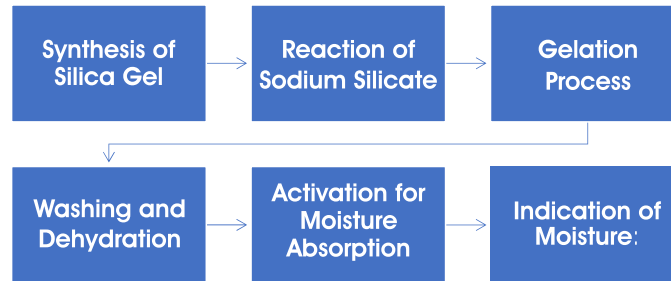 Synthesis of
Silica Gel
Reaction of
Sodium Silicate
Gelation
Process
Washing and
Dehydration
Activation for
Moisture
Absorption
Indication of
Moisture: